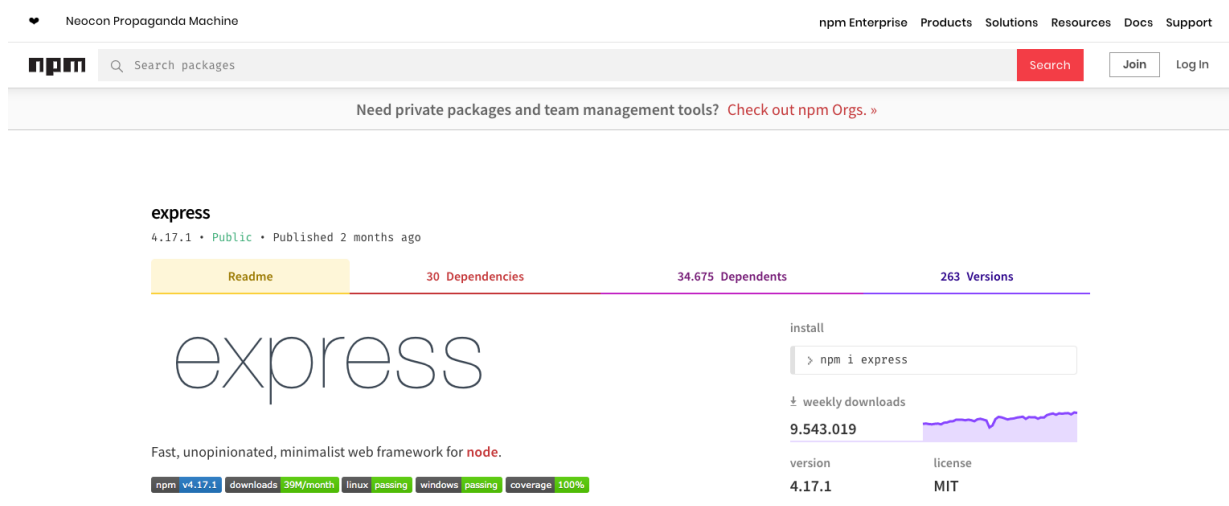 ❤ Neocon Propaganda Machine npm Enterprise Products Solutions Resources Docs Support
npm Search packages Search Join Log In
Need private packages and team management tools? Check out npm Orgs. »
express
4.17.1 • Public • Published 2 months ago
Readme 30 Dependencies 34.675 Dependents 263 Versions
express
Fast, unopinionated, minimalist web framework for node.
npm v4.17.1 downloads 39M/month linux passing windows passing coverage 100%
install
> npm i express
weekly downloads
9.543.019
version license
4.17.1 MIT